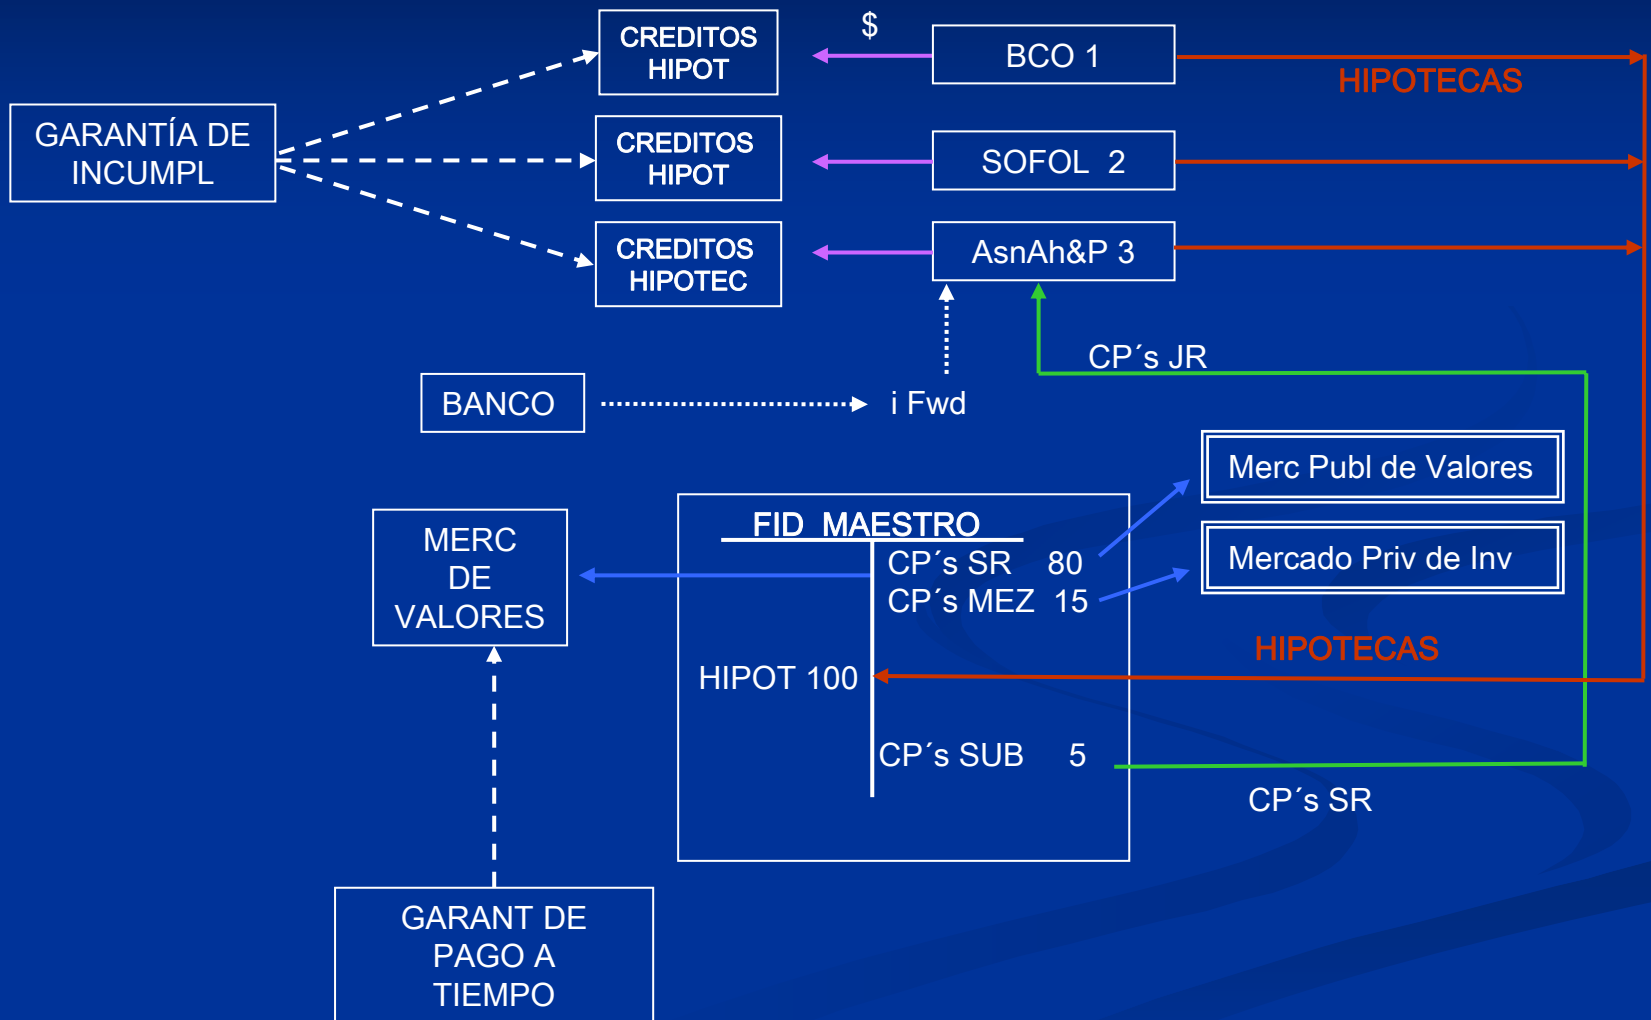 CREDITOS
HIPOT
$
BCO 1
HIPOTECAS
GARANTÍA DE
INCUMPL
CREDITOS
HIPOT
SOFOL 2
CREDITOS
HIPOTEC
AsnAh&P 3
CP´s JR
BANCO
i Fwd
Merc Publ de Valores
MERC
DE
VALORES
FID MAESTRO
CP´s SR 80
CP´s MEZ 15
Mercado Priv de Inv
HIPOTECAS
HIPOT 100
CP´s SUB 5
CP´s SR
GARANT DE
PAGO A
TIEMPO